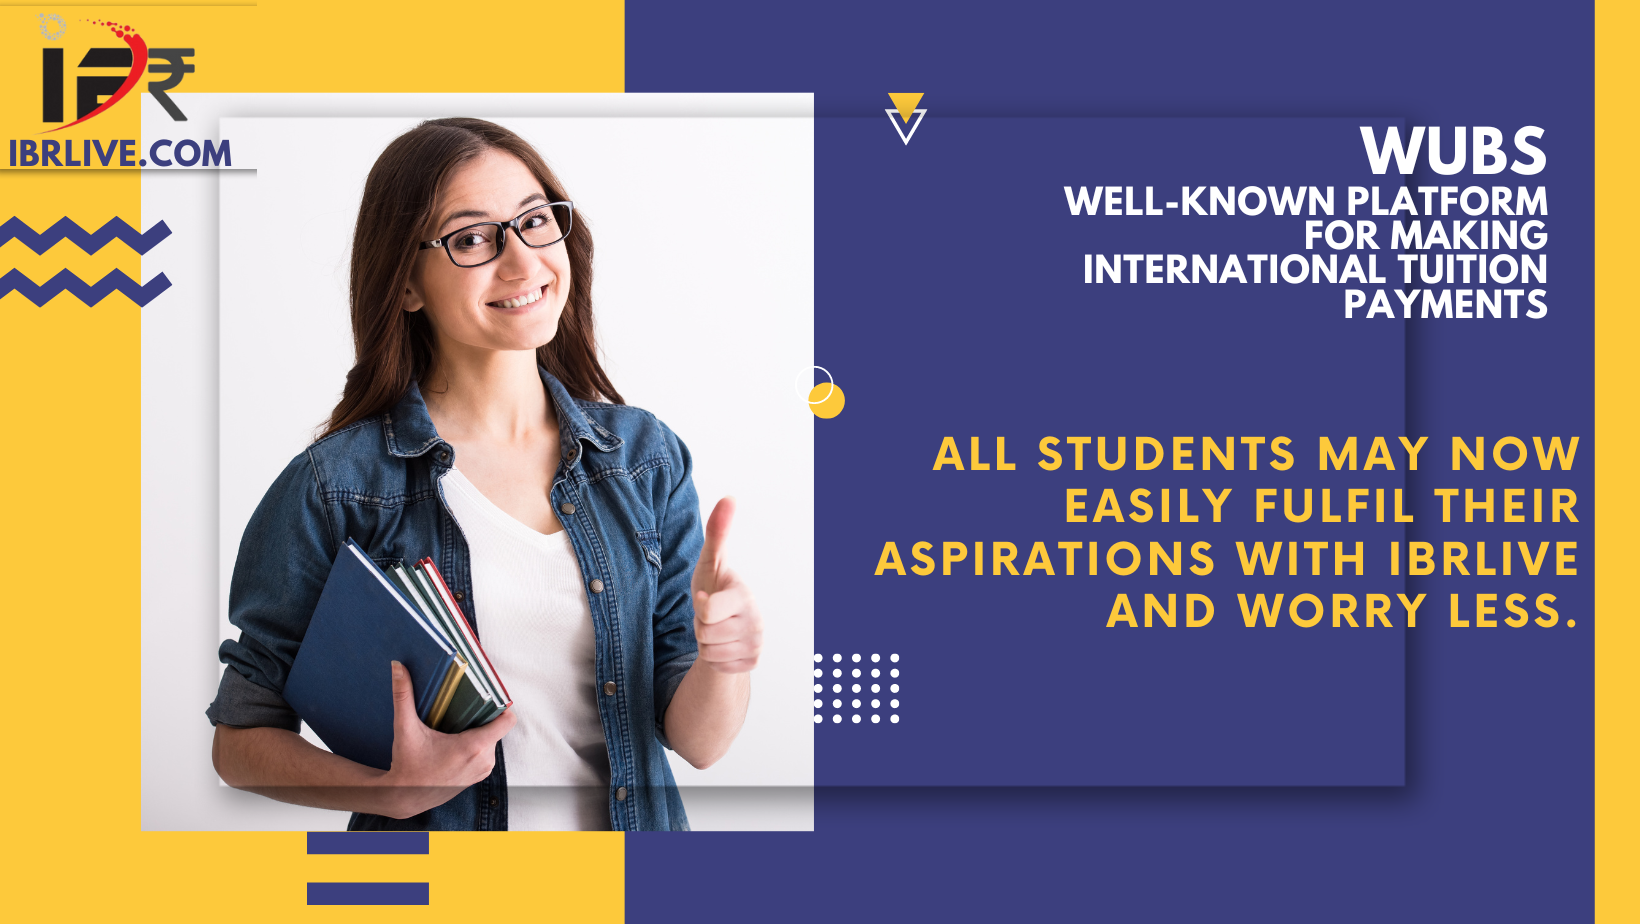 IBR
IBRLIVE.COM
WUBS
WELL-KNOWN PLATFORM
FOR MAKING
INTERNATIONAL TUITION
PAYMENTS
ALL STUDENTS MAY NOW
EASILY FULFIL THEIR
ASPIRATIONS WITH IBRLIVE
AND WORRY LESS.